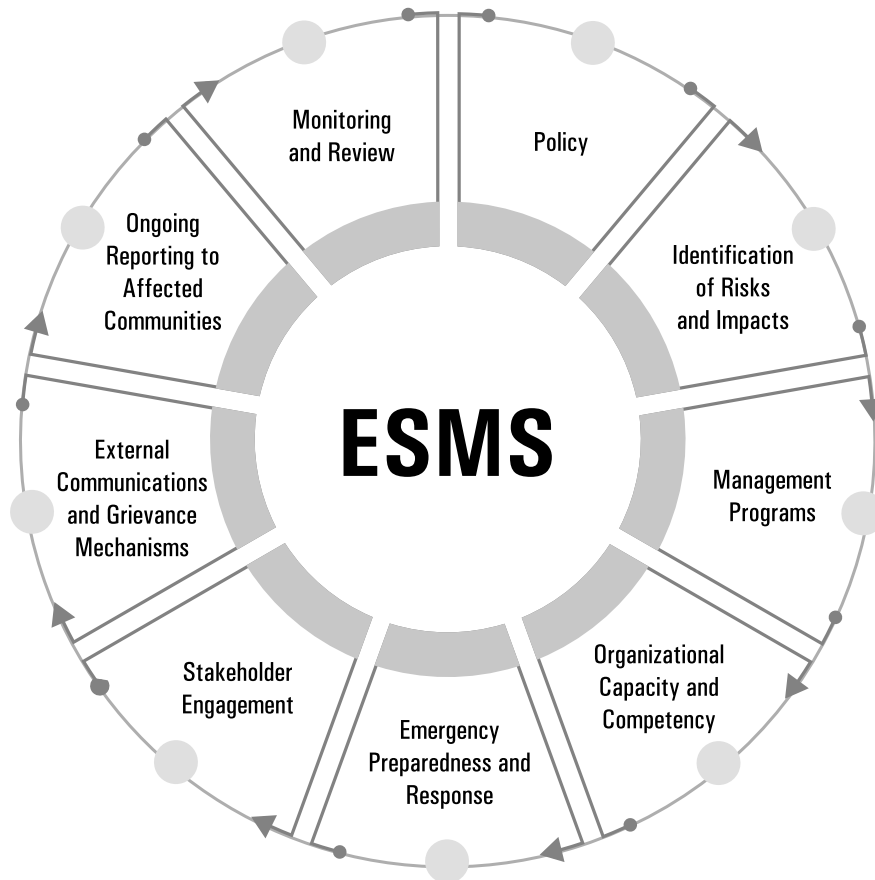 Policy
Identification
of Risks
and Impacts
Management
Programs
Organizational
Capacity and
Competency
Emergency
Preparedness and
Response
Stakeholder
Engagement
External
Communications
and Grievance
Mechanisms
Ongoing
Reporting to
Affected
Communities
Monitoring
and Review
ESMS